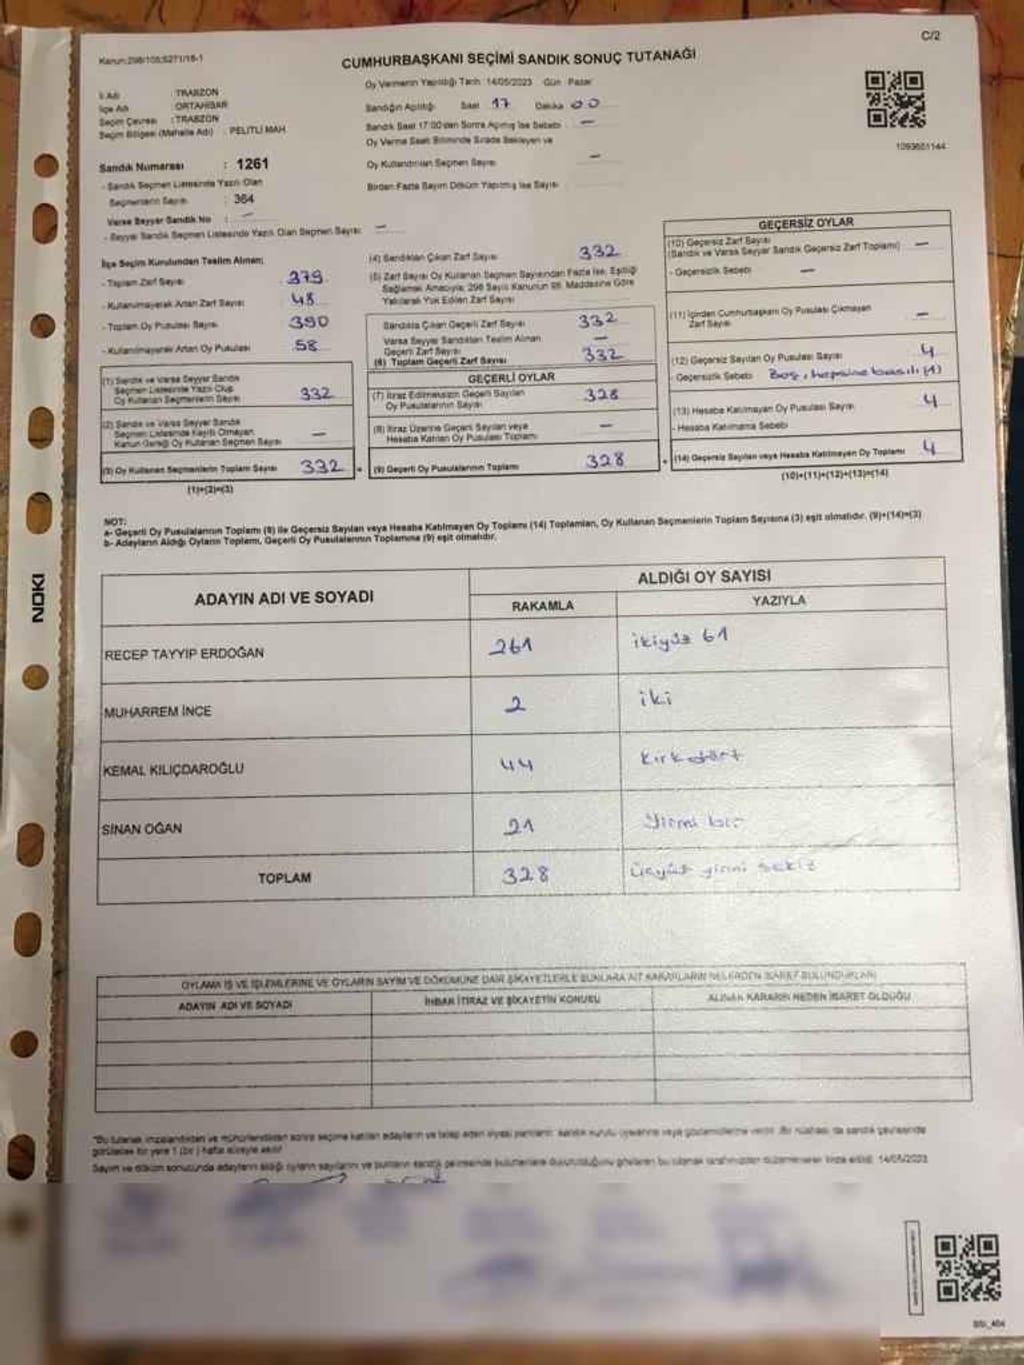 C/2
Kanun:298/105;6271/18-1
CUMHURBAŞKANI SEÇİMİ SANDIK SONUÇ TUTANAĞI
İl Adı : TRABZON
İlçe Adı : ORTAHİSAR
Seçim Çevresi : TRABZON
Seçim Bölgesi (Mahalle Adı) : PELİTLİ MAH.
Oy Vermenin Yapıldığı Tarih :14/05/2023 Gün : Pazar
Sandığın Açılışı Saat 17 Dakika 00
Sandık Saat 17:00'den Sonra Açılmış İse Sebebi —
Oy Verme Saati Bitiminde Sırada Bekleyen ve
Oy Kullandırılan Seçmen Sayısı —
Birden Fazla Sayım Döküm Yapılmış İse Sayısı
1093651144
Sandık Numarası : 1261
- Sandık Seçmen Listesinde Yazılı Olan
Seçmenlerin Sayısı : 364
Varsa Seyyar Sandık No : —
- Seyyar Sandık Seçmen Listesinde Yazılı Olan Seçmen Sayısı —
İlçe Seçim Kurulundan Teslim Alınan;
- Toplam Zarf Sayısı 379
- Kullanılmayarak Artan Zarf Sayısı 48
- Toplam Oy Pusulası Sayısı 390
- Kullanılmayarak Artan Oy Pusulası 58
(1) Sandık ve Varsa Seyyar Sandık
Seçmen Listesinde Yazılı Olup
Oy Kullanan Seçmenlerin Sayısı 332
(2) Sandık ve Varsa Seyyar Sandık
Seçmen Listesinde Kayıtlı Olmayan
Kanun Gereği Oy Kullanan Seçmen Sayısı —
(3) Oy Kullanan Seçmenlerin Toplam Sayısı 332
(1)+(2)=(3)
(4) Sandıktan Çıkan Zarf Sayısı 332
(5) Zarf Sayısı Oy Kullanan Seçmen Sayısından Fazla İse, Eşitliği
Sağlamak Amacıyla; 298 Sayılı Kanunun 98. Maddesine Göre
Yakılarak Yok Edilen Zarf Sayısı
Sandıkta Çıkan Geçerli Zarf Sayısı 332
Varsa Seyyar Sandıktan Teslim Alınan
Geçerli Zarf Sayısı —
(6) Toplam Geçerli Zarf Sayısı 332
GEÇERLİ OYLAR
(7) İtiraz Edilmeksizin Geçerli Sayılan
Oy Pusulalarının Sayısı 328
(8) İtiraz Üzerine Geçerli Sayılan veya
Hesaba Katılan Oy Pusulası Toplamı —
(9) Geçerli Oy Pusulalarının Toplamı 328
GEÇERSİZ OYLAR
(10) Geçersiz Zarf Sayısı
(Sandık ve Varsa Seyyar Sandık Geçersiz Zarf Toplamı) —
- Geçersizlik Sebebi —
(11) İçinden Cumhurbaşkanı Oy Pusulası Çıkmayan
Zarf Sayısı —
(12) Geçersiz Sayılan Oy Pusulası Sayısı 4
- Geçersizlik Sebebi Boş, hepsine basılı (4)
(13) Hesaba Katılmayan Oy Pusulası Sayısı 4
- Hesaba Katılmama Sebebi
(14) Geçersiz Sayılan veya Hesaba Katılmayan Oy Toplamı 4
(10)+(11)+(12)+(13)=(14)
NOT:
a- Geçerli Oy Pusulalarının Toplamı (9) ile Geçersiz Sayılan veya Hesaba Katılmayan Oy Toplamı (14) Toplamları, Oy Kullanan Seçmenlerin Toplam Sayısına (3) eşit olmalıdır. (9)+(14)=(3)
b- Adayların Aldığı Oyların Toplamı, Geçerli Oy Pusulalarının Toplamına (9) eşit olmalıdır.
ADAYIN ADI VE SOYADI ALDIĞI OY SAYISI
RAKAMLA YAZIYLA
RECEP TAYYIP ERDOĞAN 261 ikiyüz 61
MUHARREM İNCE 2 iki
KEMAL KILIÇDAROĞLU 44 kırkdört
SİNAN OĞAN 21 Yirmi bir
TOPLAM 328 Üçyüz yirmi sekiz
OYLAMA İŞ VE İŞLEMLERİNE VE OYLARIN SAYIM VE DÖKÜMÜNE DAİR ŞİKAYETLERLE BUNLARA AİT KARARLARIN NELERDEN İBARET BULUNDUKLARI
ADAYIN ADI VE SOYADI İHBAR İTİRAZ VE ŞİKAYETİN KONUSU ALINAN KARARIN NEDEN İBARET OLDUĞU
"Bu tutanak imzalandıktan ve mühürlendikten sonra seçime katılan adayların ve talep eden siyasi partilerin sandık kurulu üyelerine veya gözlemcilerine verilir. Bir nüshası da sandık çevresinde
görülecek bir yere 1 (bir) hafta süreyle asılır.
Sayım ve döküm sonucunda adayların aldığı oyların sayılarını ve bunların sandık çevresinde 14/05/2023
NOKI